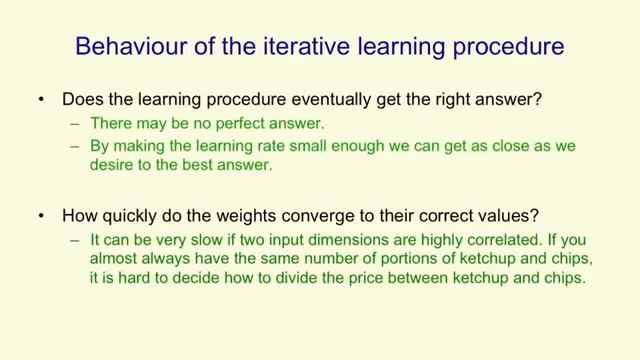 Behaviour of the iterative learning procedure
• Does the learning procedure eventually get the right answer?
– There may be no perfect answer.
– By making the learning rate small enough we can get as close as we
desire to the best answer.
• How quickly do the weights converge to their correct values?
– It can be very slow if two input dimensions are highly correlated. If you
almost always have the same number of portions of ketchup and chips,
it is hard to decide how to divide the price between ketchup and chips.